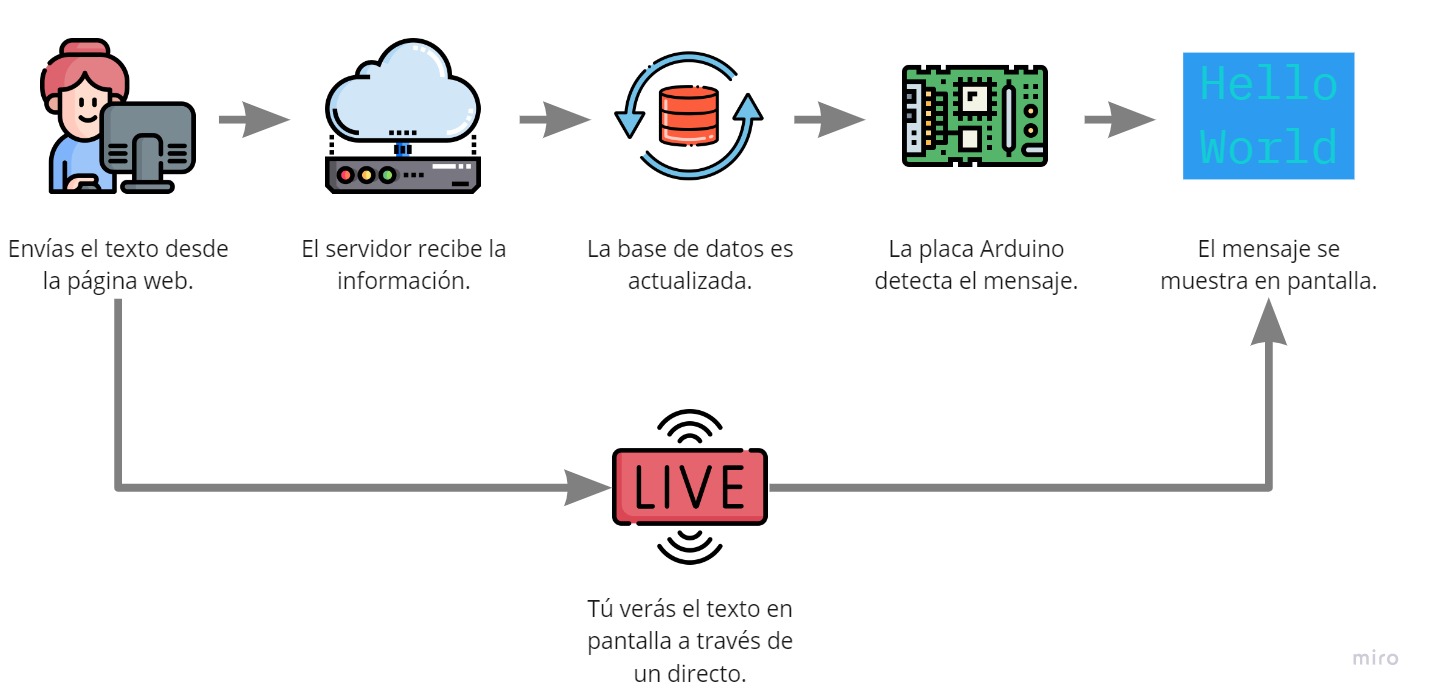 Hello
World
Envías el texto desde
la página web.
El servidor recibe la
información.
La base de datos es
actualizada.
La placa Arduino
detecta el mensaje.
El mensaje se
muestra en pantalla.
LIVE
Tú verás el texto en
pantalla a través de
un directo.
miro